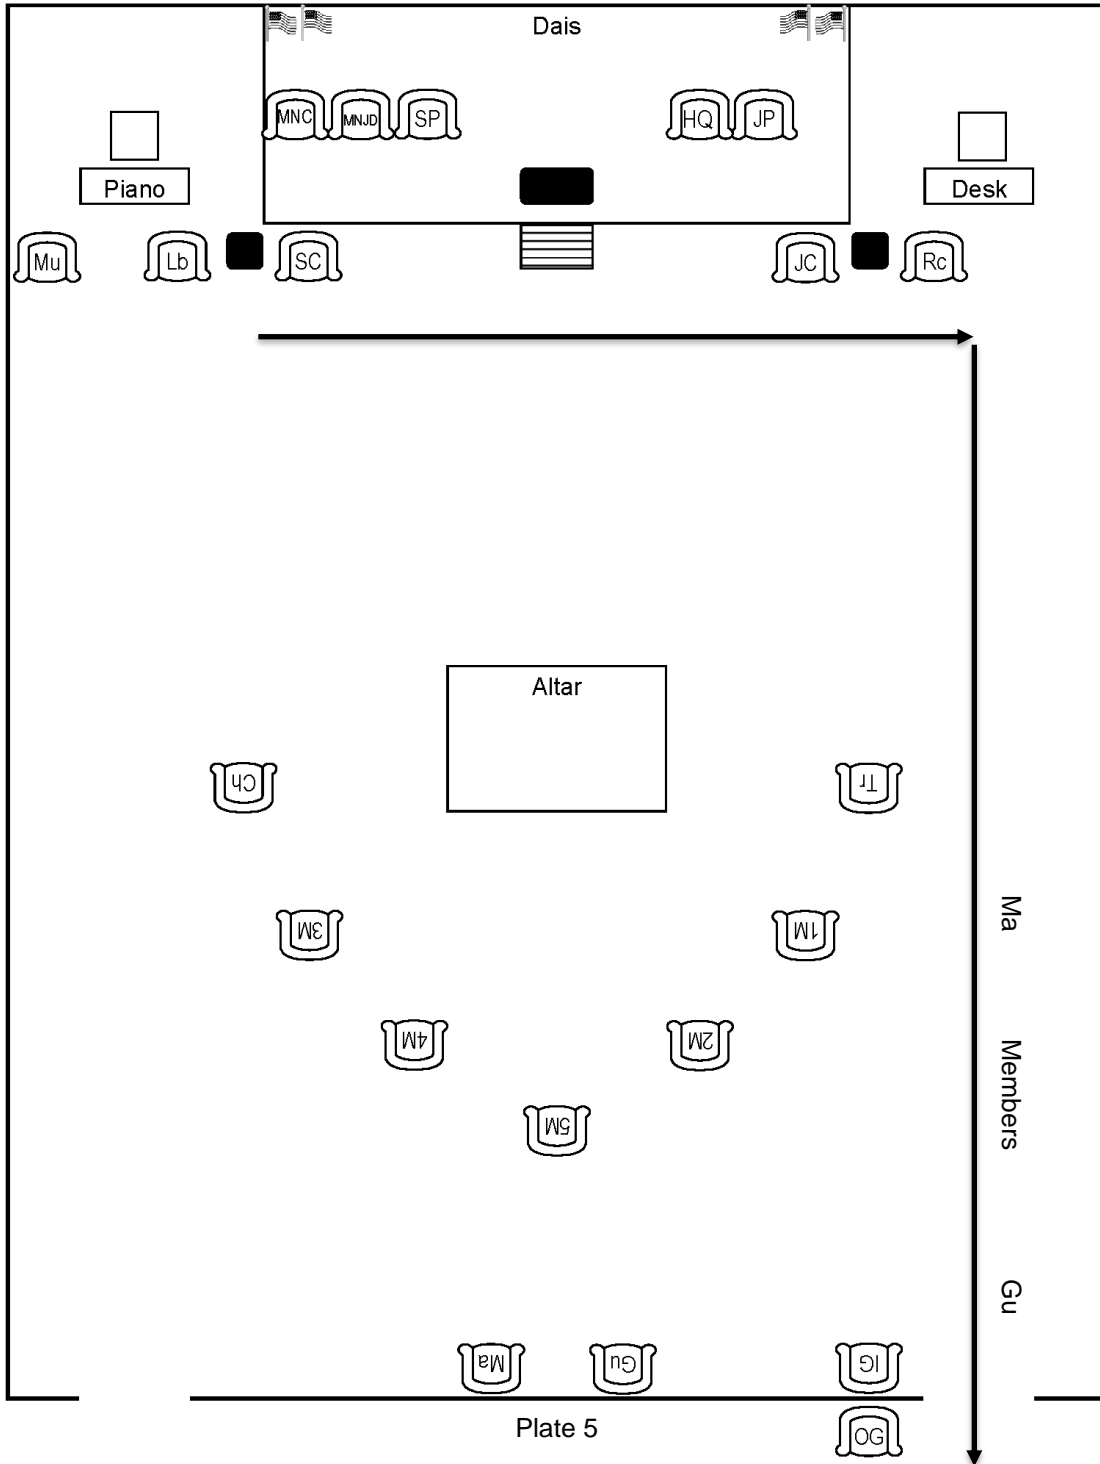 Dais
MNC MNJD SP HQ JP
Piano Desk
Mu Lb SC JC Rc
Altar
Ch Tr
3M 1M
Ma
4M 2M
Members
5M
Gu
Ma Gu IG
Plate 5
OG